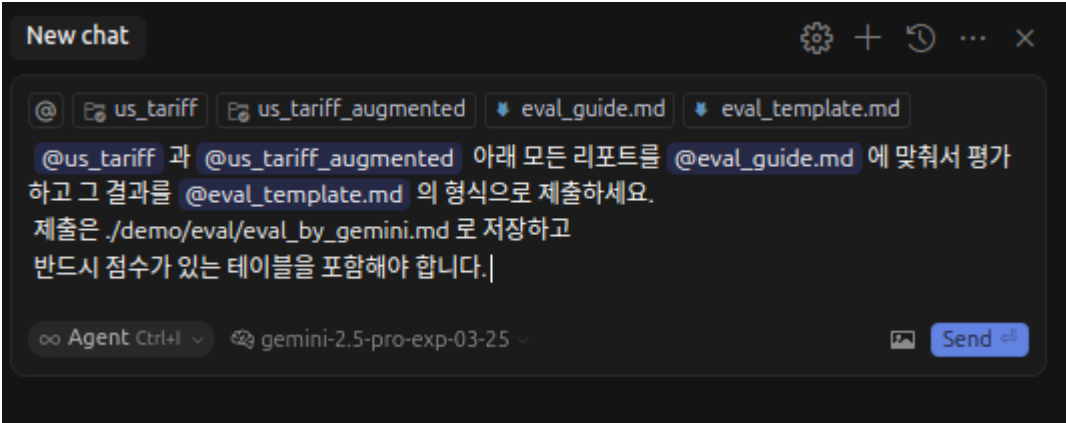 New chat
@ us_tariff us_tariff_augmented eval_guide.md eval_template.md
@us_tariff 과 @us_tariff_augmented 아래 모든 리포트를 @eval_guide.md 에 맞춰서 평가
하고 그 결과를 @eval_template.md 의 형식으로 제출하세요.
제출은 ./demo/eval/eval_by_gemini.md 로 저장하고
반드시 점수가 있는 테이블을 포함해야 합니다.
∞ Agent Ctrl+I gemini-2.5-pro-exp-03-25 Send ⏎